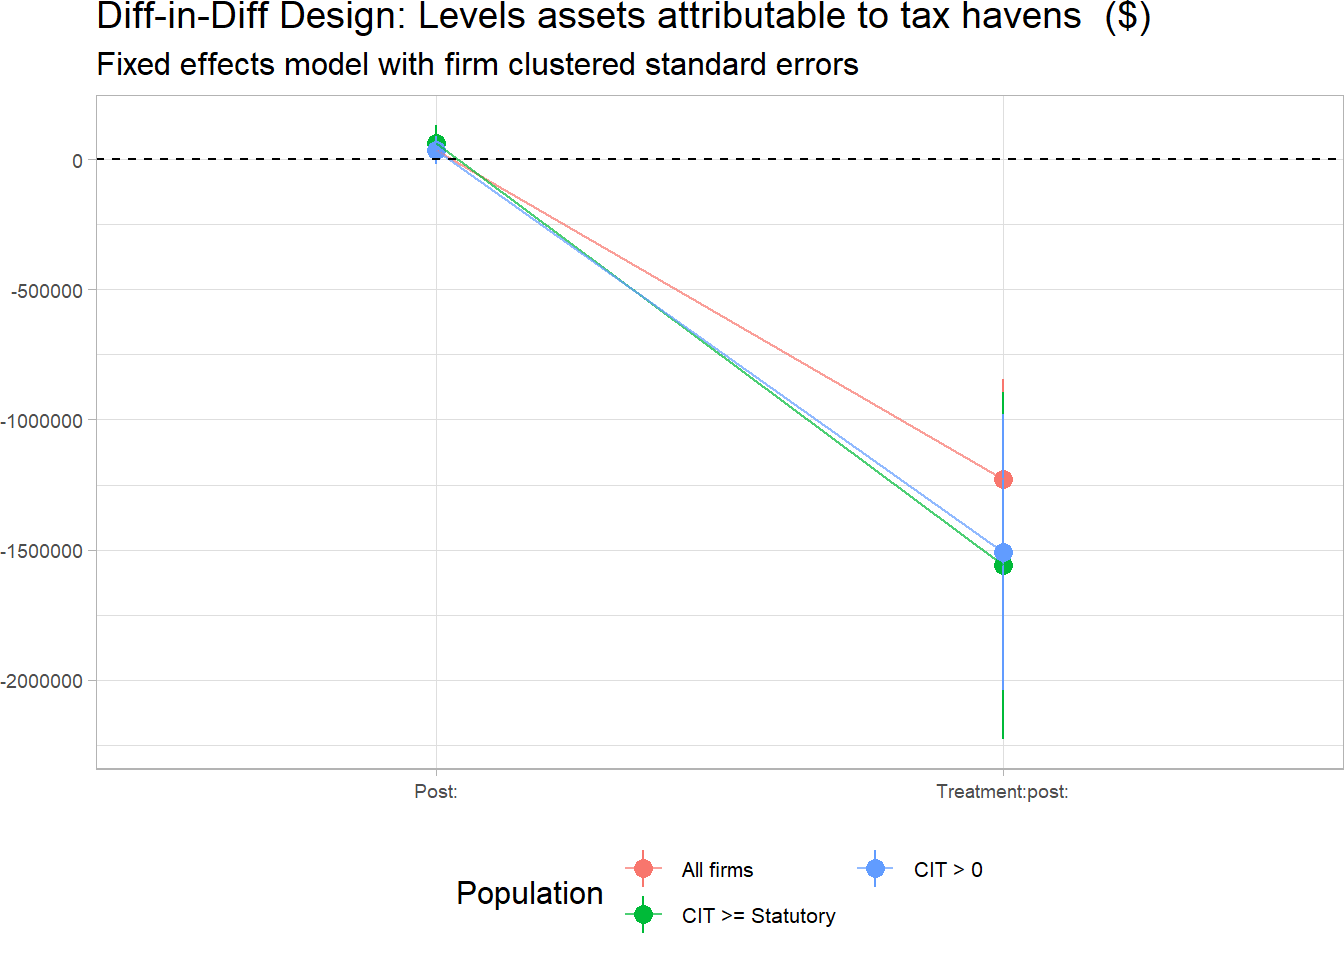 Diff-in-Diff Design: Levels assets attributable to tax havens  ($)
Fixed effects model with firm clustered standard errors
0
-500000
-1000000
-1500000
-2000000
Post:
Treatment:post:
Population
All firms
CIT > 0
CIT >= Statutory